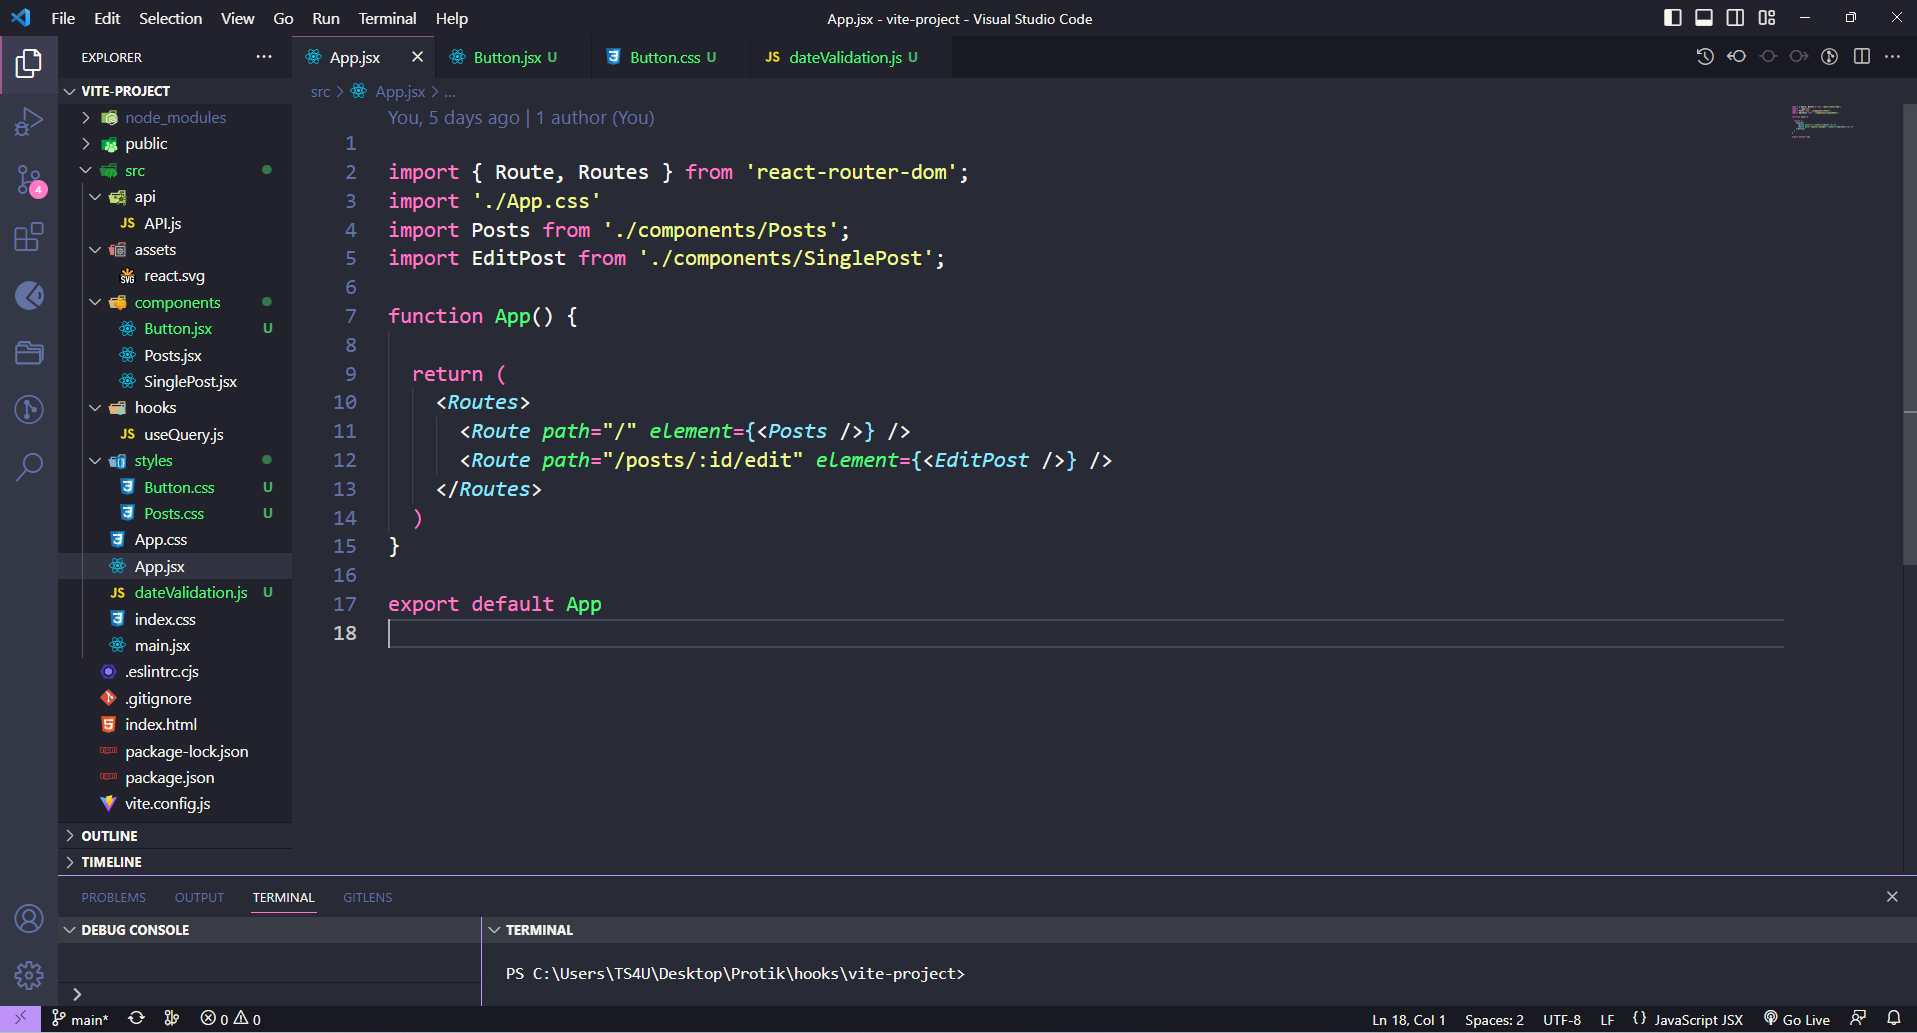 File Edit Selection View Go Run Terminal Help
App.jsx - vite-project - Visual Studio Code
EXPLORER
App.jsx
Button.jsx U
Button.css U
JS dateValidation.js U
VITE-PROJECT
node_modules
public
src
api
JS API.js
assets
SVG react.svg
components
Button.jsx U
Posts.jsx
SinglePost.jsx
hooks
JS useQuery.js
styles
Button.css U
Posts.css U
App.css
App.jsx
JS dateValidation.js U
index.css
main.jsx
.eslintrc.cjs
.gitignore
index.html
package-lock.json
package.json
vite.config.js
OUTLINE
TIMELINE
4
src > App.jsx > ...
You, 5 days ago | 1 author (You)
1
2 import { Route, Routes } from 'react-router-dom';
3 import './App.css'
4 import Posts from './components/Posts';
5 import EditPost from './components/SinglePost';
6
7 function App() {
8
9 return (
10 <Routes>
11 <Route path="/" element={<Posts />} />
12 <Route path="/posts/:id/edit" element={<EditPost />} />
13 </Routes>
14 )
15 }
16
17 export default App
18
PROBLEMS OUTPUT TERMINAL GITLENS
DEBUG CONSOLE
TERMINAL
PS C:\Users\TS4U\Desktop\Protik\hooks\vite-project>
main* 0 0
Ln 18, Col 1 Spaces: 2 UTF-8 LF {} JavaScript JSX Go Live